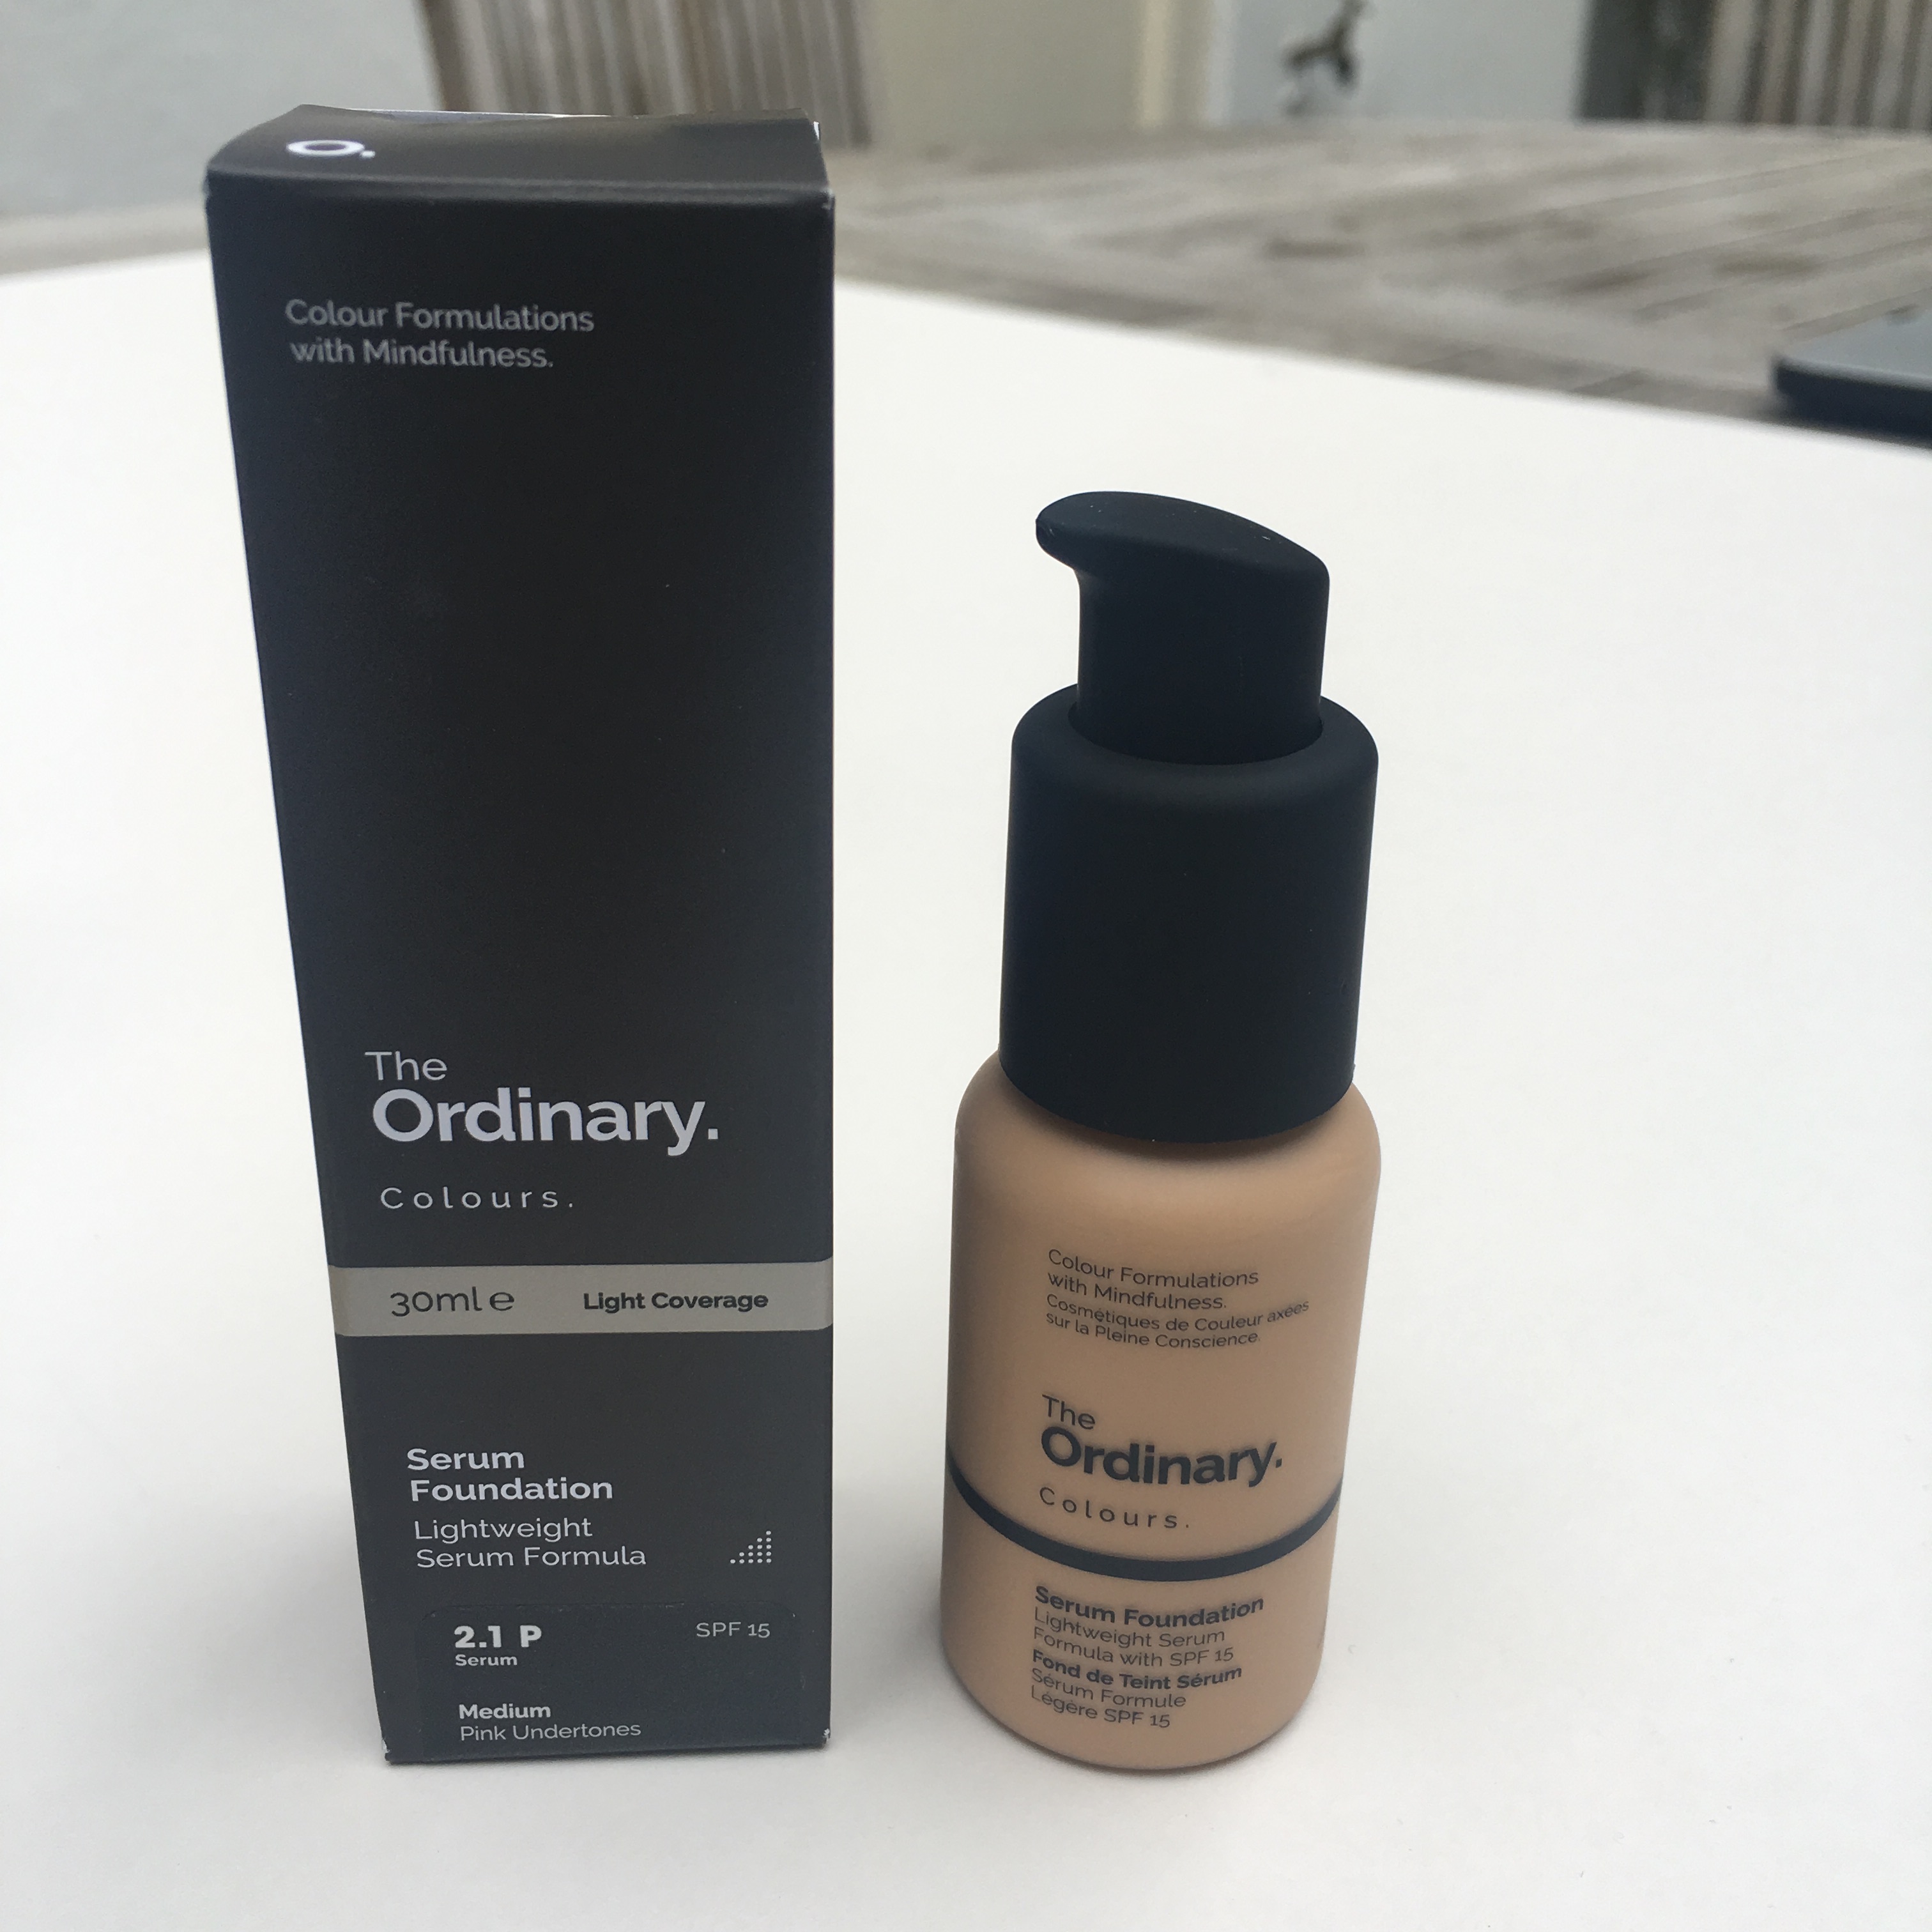 O.
Colour Formulations
with Mindfulness.
The
Ordinary.
Colours.
30ml e Light Coverage
Serum
Foundation
Lightweight
Serum Formula
2.1 P SPF 15
Serum
Medium
Pink Undertones
Colour Formulations
with Mindfulness.
Cosmétiques de Couleur axées
sur la Pleine Conscience.
The
Ordinary.
Colours.
Serum Foundation
Lightweight Serum
Formula with SPF 15
Fond de Teint Sérum
Sérum Formule
Légère SPF 15